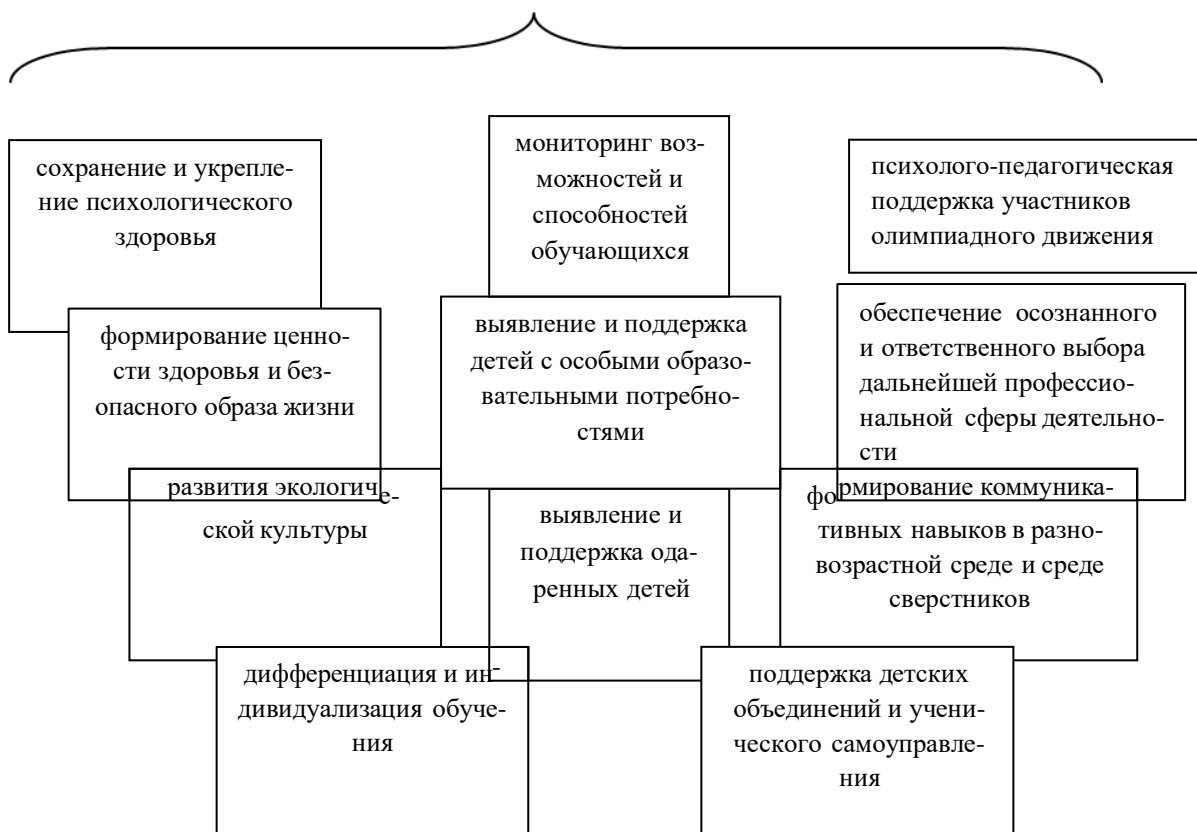 сохранение и укрепле-
ние психологического
здоровья
мониторинг воз-
можностей и
способностей
обучающихся
психолого-педагогическая
поддержка участников
олимпиадного движения
формирование ценно-
сти здоровья и без-
опасного образа жизни
выявление и поддержка
детей с особыми образо-
вательными потребно-
стями
обеспечение осознанного
и ответственного выбора
дальнейшей профессио-
нальной сферы деятельно-
сти
развития экологиче-
ской культуры
выявление и
поддержка ода-
ренных детей
формирование коммуника-
тивных навыков в разно-
возрастной среде и среде
сверстников
дифференциация и ин-
дивидуализация обуче-
ния
поддержка детских
объединений и учени-
ческого самоуправле-
ния